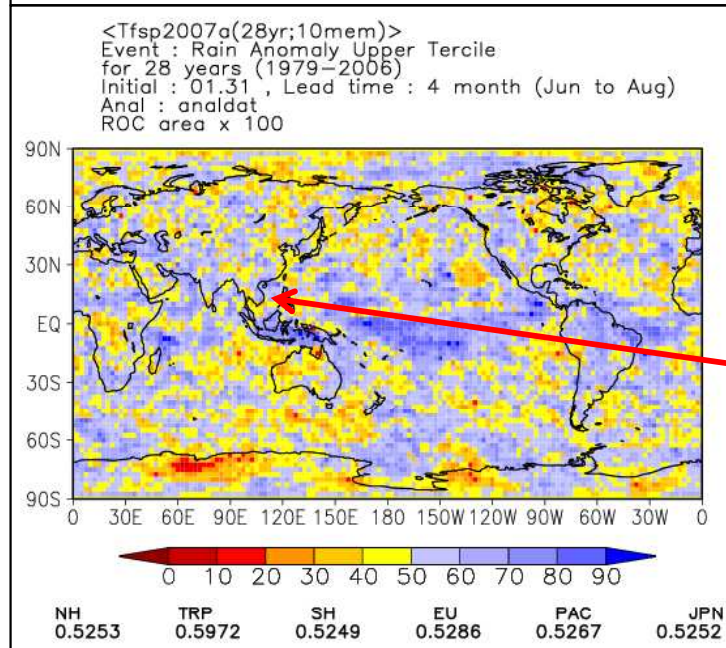 <Tfsp2007a(28yr;10mem)>
Event : Rain Anomaly Upper Tercile
for 28 years (1979−2006)
Initial : 01.31 , Lead time : 4 month (Jun to Aug)
Anal : analdat
ROC area x 100
90N
60N
30N
EQ
30S
60S
90S
0 30E 60E 90E 120E 150E 180 150W 120W 90W 60W 30W 0
0 10 20 30 40 50 60 70 80 90
NH TRP SH EU PAC JPN
0.5253 0.5972 0.5249 0.5286 0.5267 0.5252